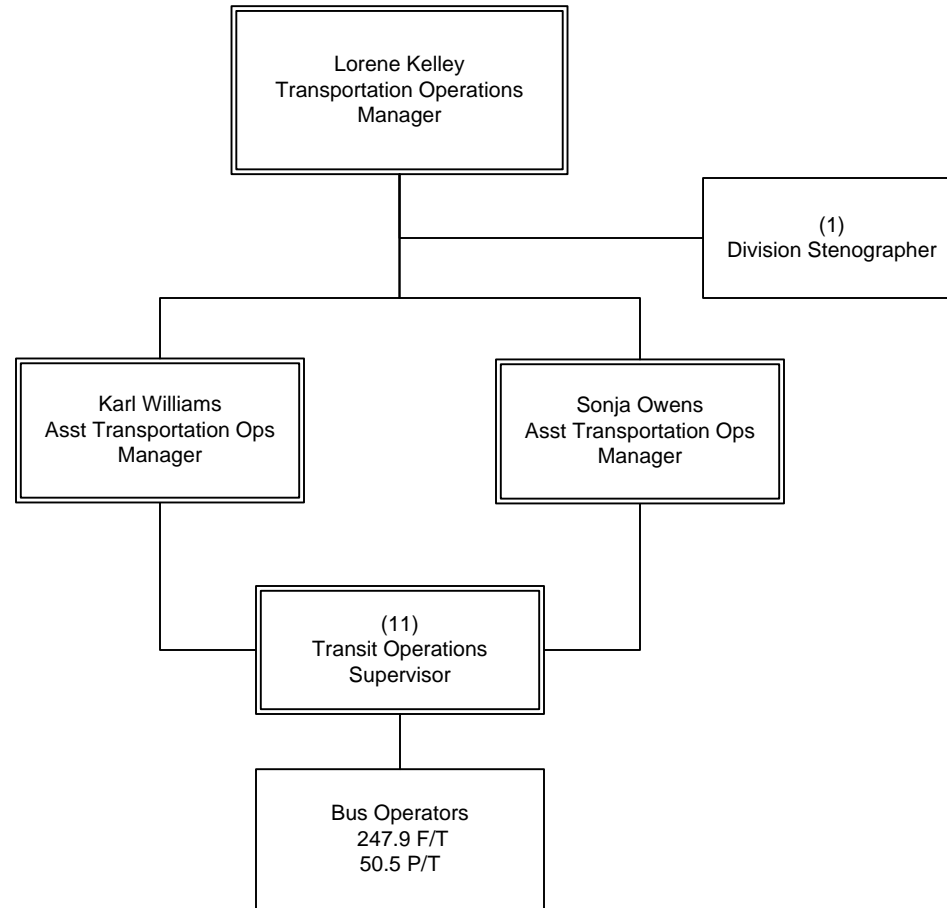 Lorene Kelley
Transportation Operations
Manager
(1)
Division Stenographer
Karl Williams
Asst Transportation Ops
Manager
Sonja Owens
Asst Transportation Ops
Manager
(11)
Transit Operations
Supervisor
Bus Operators
247.9 F/T
50.5 P/T